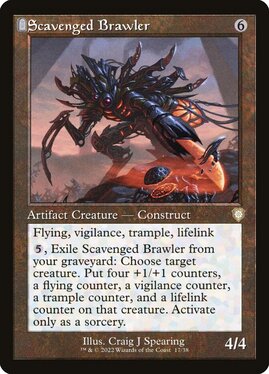 Scavenged Brawler 6
Artifact Creature — Construct
Flying, vigilance, trample, lifelink
5, Exile Scavenged Brawler from
your graveyard: Choose target
creature. Put four +1/+1 counters,
a flying counter, a vigilance counter,
a trample counter, and a lifelink
counter on that creature. Activate
only as a sorcery.
4/4
Illus. Craig J Spearing
™ & © 2022 Wizards of the Coast 17/38